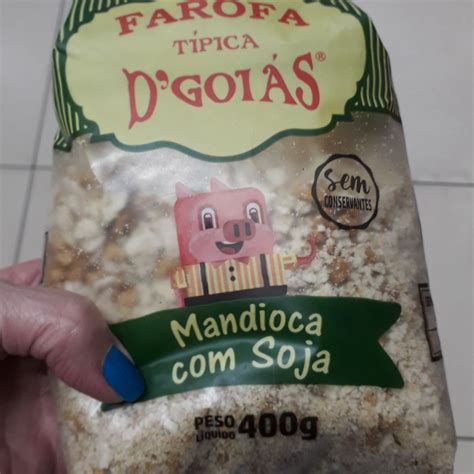 FAROFA
TÍPICA
D'GOIÁS®
Sem
CONSERVANTES
Mandioca
com Soja
PESO
LÍQUIDO 400g